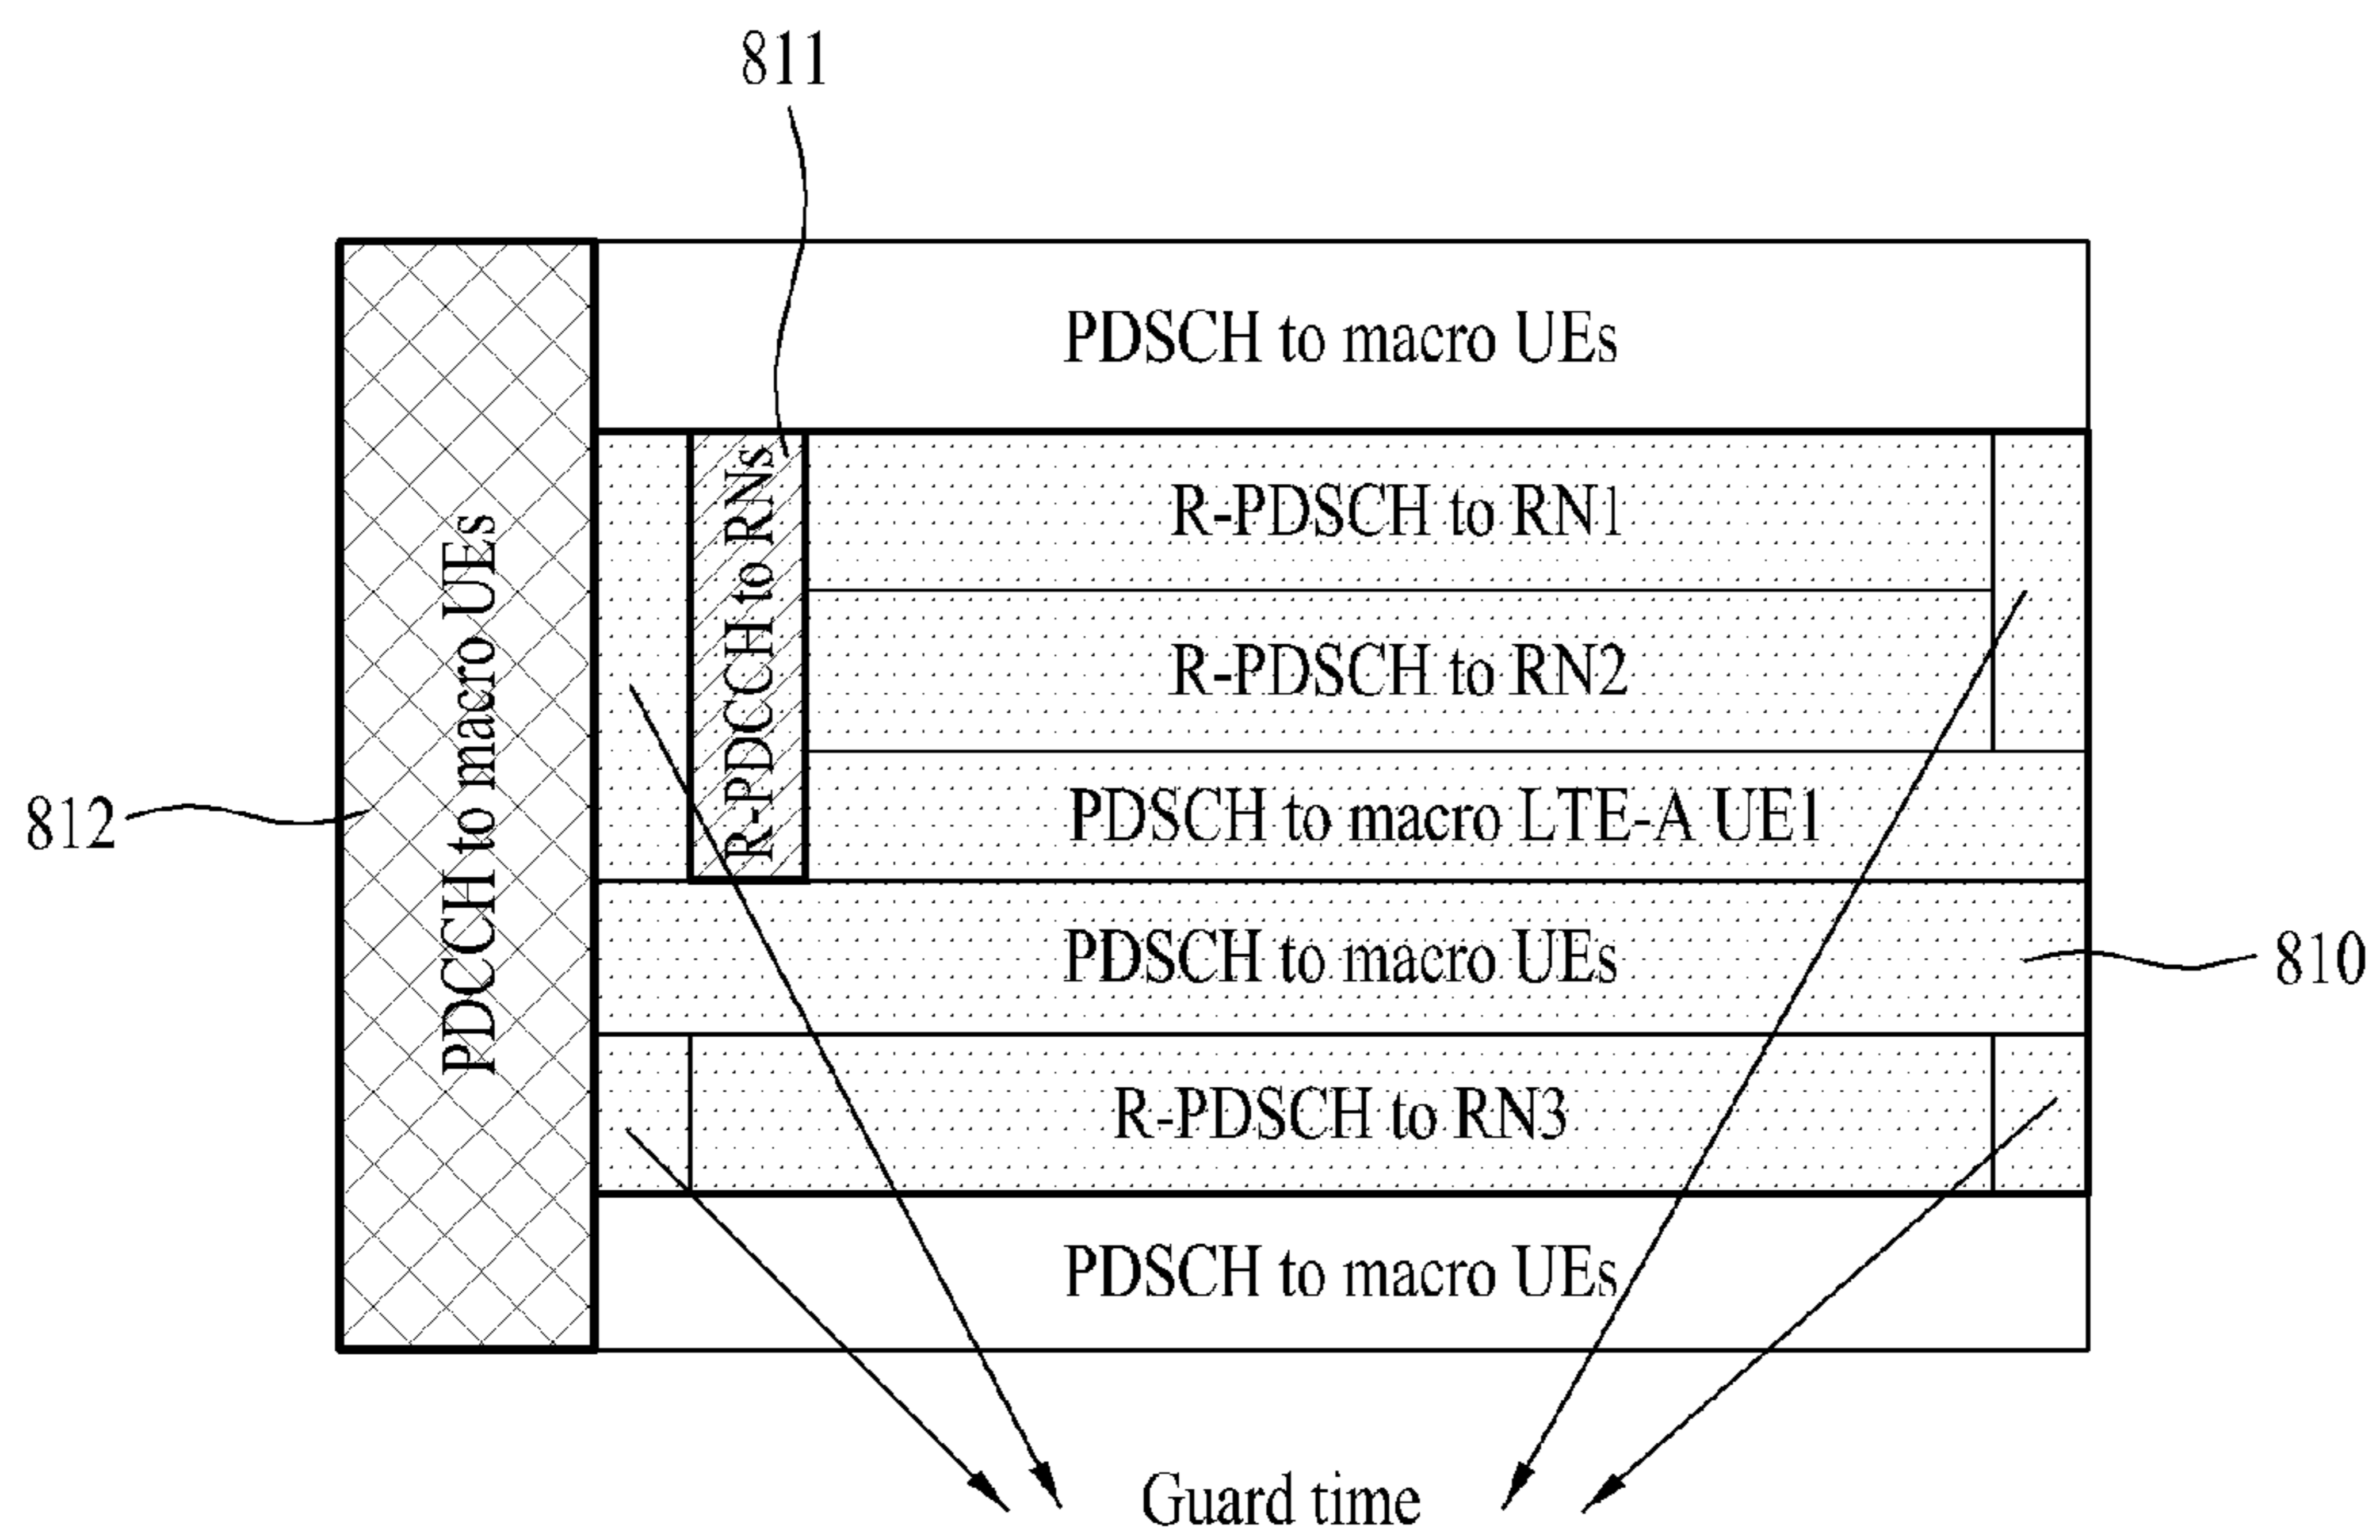 811
PDSCH to macro UEs
R-PDSCH to RN1
R-PDSCH to RN2
PDSCH to macro LTE-A UE1
R-PDCCH to RNs
PDCCH to macro UEs
812
PDSCH to macro UEs
810
R-PDSCH to RN3
PDSCH to macro UEs
Guard time